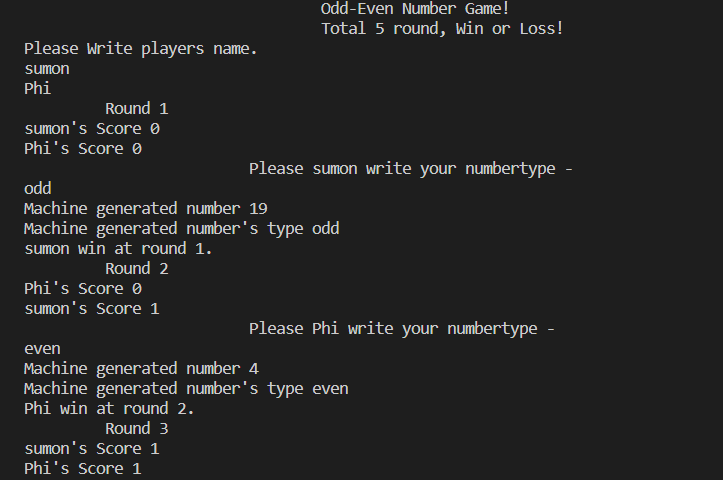 Odd-Even Number Game!
Total 5 round, Win or Loss!
Please Write players name.
sumon
Phi
Round 1
sumon's Score 0
Phi's Score 0
Please sumon write your numbertype -
odd
Machine generated number 19
Machine generated number's type odd
sumon win at round 1.
Round 2
Phi's Score 0
sumon's Score 1
Please Phi write your numbertype -
even
Machine generated number 4
Machine generated number's type even
Phi win at round 2.
Round 3
sumon's Score 1
Phi's Score 1